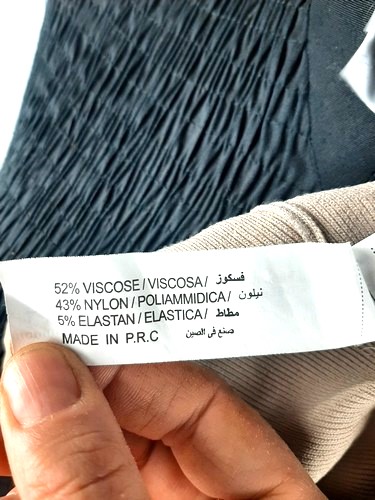 52% VISCOSE / VISCOSA / فسكوز
43% NYLON / POLIAMMIDICA / نيلون
5% ELASTAN / ELASTICA / مطاط
MADE IN P.R.C صنع في الصين